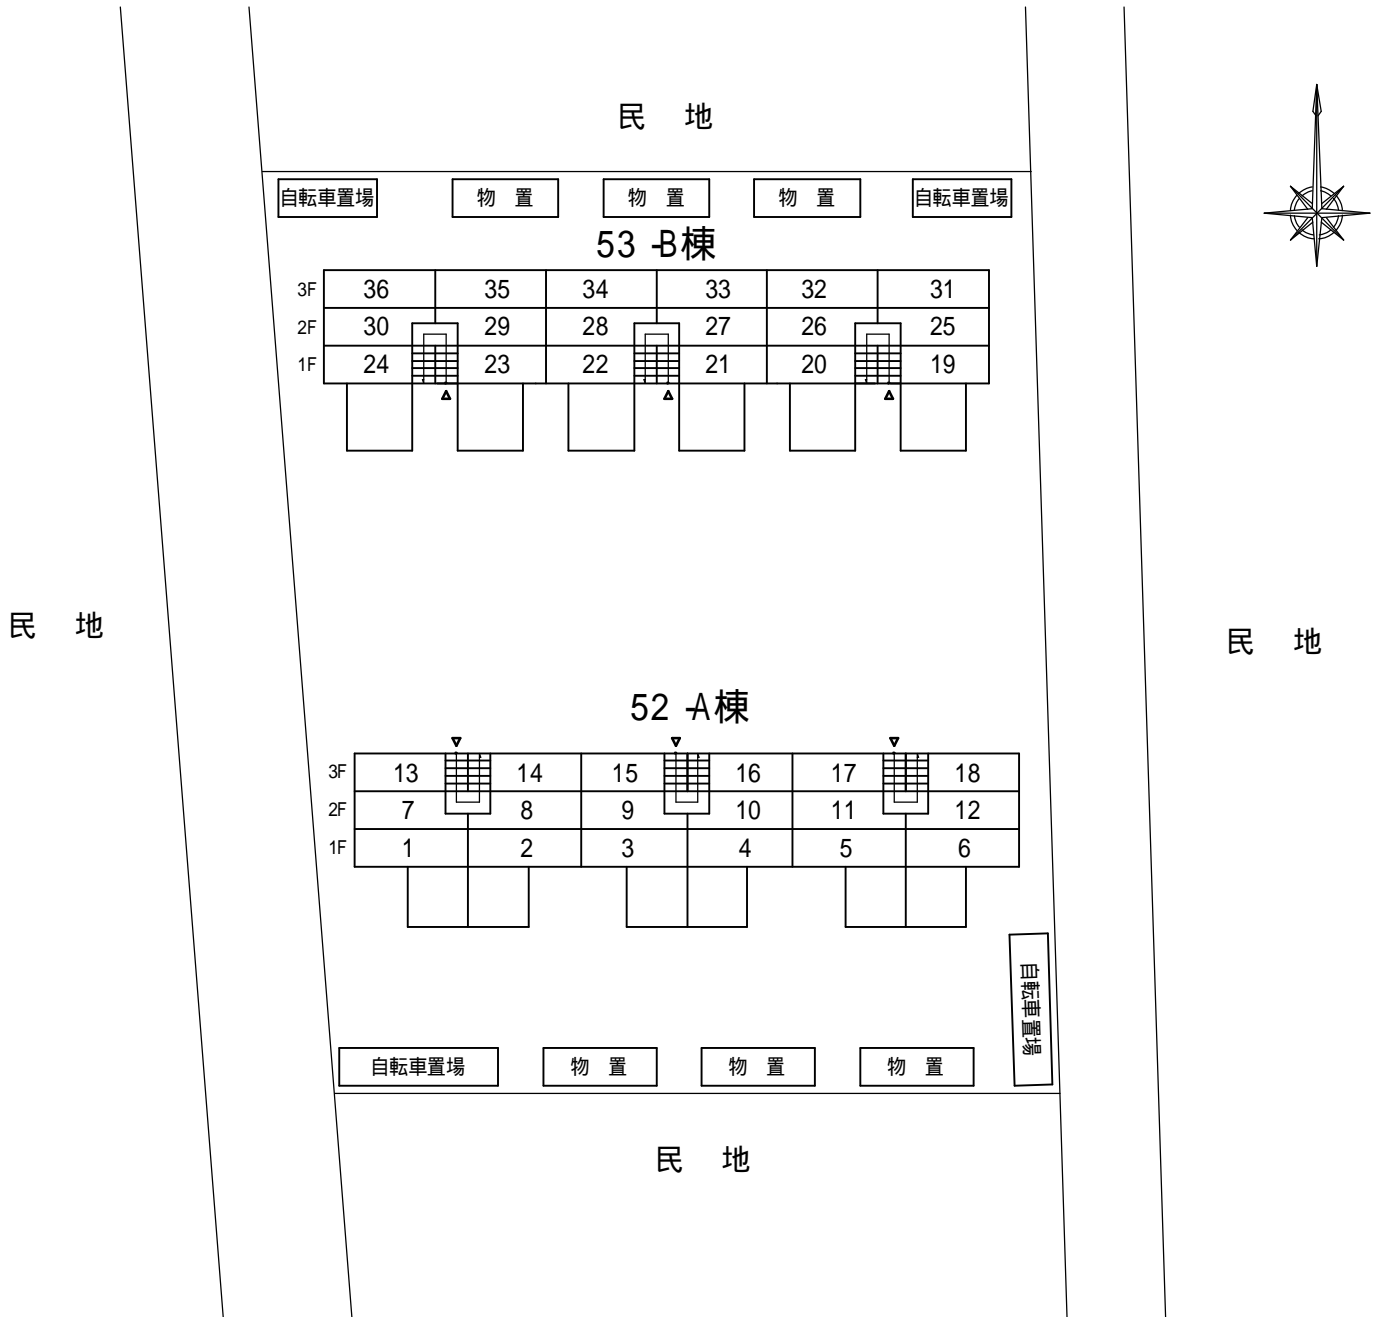 民 地
自転車置場 物 置 物 置 物 置 自転車置場
53-B棟
3F 36 35 34 33 32 31
2F 30 29 28 27 26 25
1F 24 23 22 21 20 19
民 地
民 地
52-A棟
3F 13 14 15 16 17 18
2F 7 8 9 10 11 12
1F 1 2 3 4 5 6
自転車置場
自転車置場 物 置 物 置 物 置
民 地